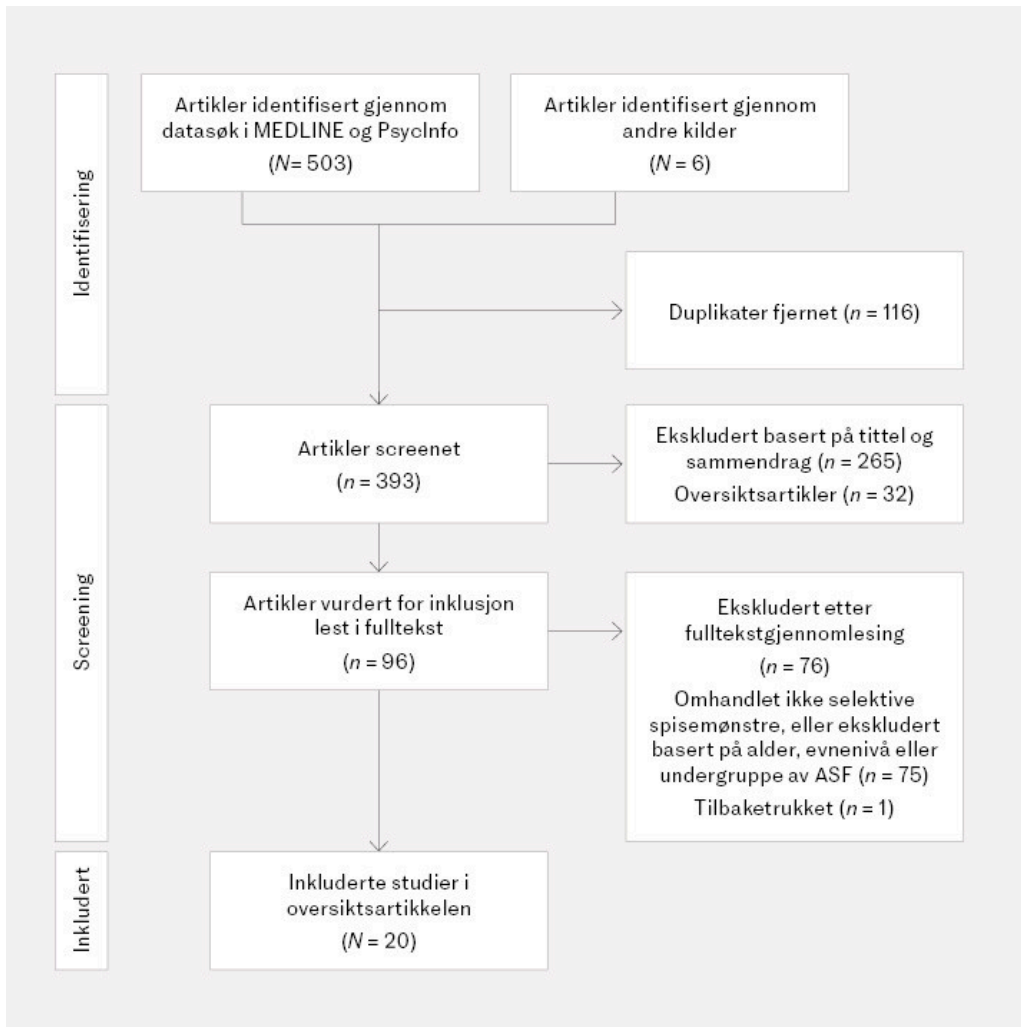 Identifisering
Artikler identifisert gjennom
datasøk i MEDLINE og PsycInfo
(N= 503)
Artikler identifisert gjennom
andre kilder
(N = 6)
Duplikater fjernet (n = 116)
Screening
Artikler screenet
(n = 393)
Ekskludert basert på tittel og
sammendrag (n = 265)
Oversiktsartikler (n = 32)
Artikler vurdert for inklusjon
lest i fulltekst
(n = 96)
Ekskludert etter
fulltekstgjennomlesing
(n = 76)
Omhandlet ikke selektive
spisemønstre, eller ekskludert
basert på alder, evnenivå eller
undergruppe av ASF (n = 75)
Tilbaketrukket (n = 1)
Inkludert
Inkluderte studier i
oversiktsartikkelen
(N = 20)